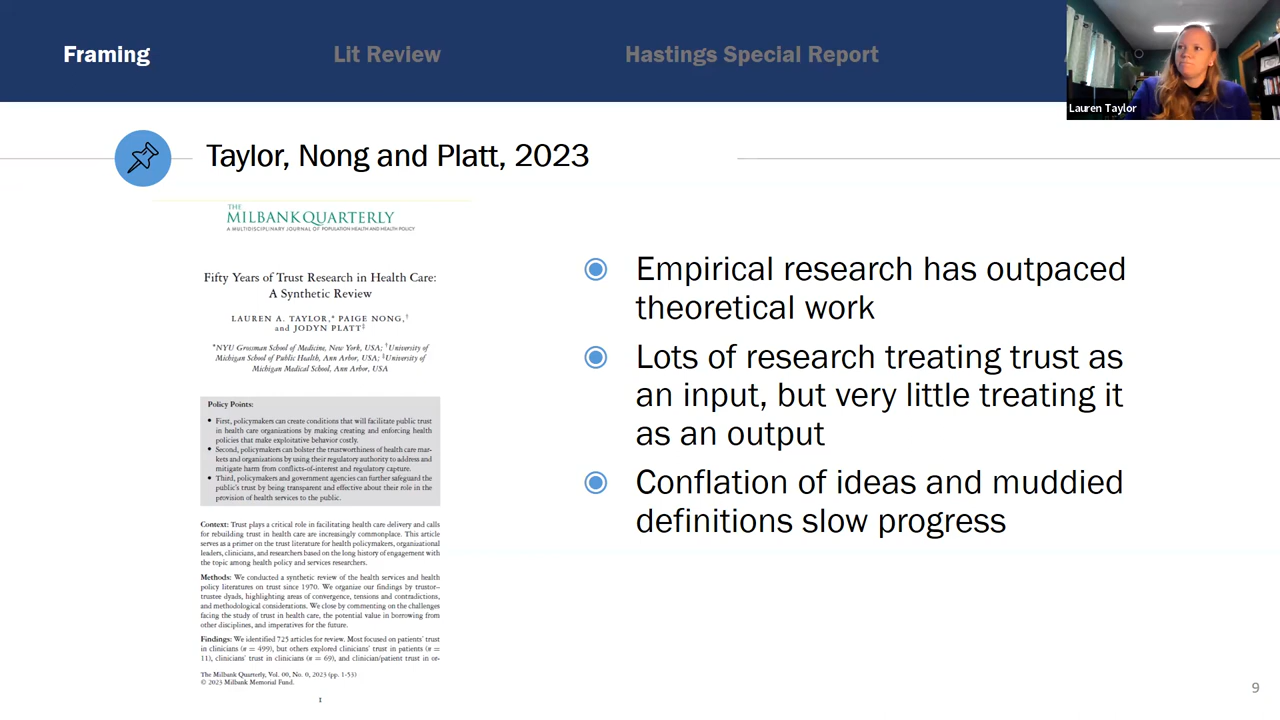 Framing
Lit Review
Hastings Special Report
Lauren Taylor
Taylor, Nong and Platt, 2023
THE
MILBANK QUARTERLY
A MULTIDISCIPLINARY JOURNAL OF POPULATION HEALTH AND HEALTH POLICY
Fifty Years of Trust Research in Health Care:
A Synthetic Review
LAUREN A. TAYLOR,* PAIGE NONG,†
and JODYN PLATT‡
*NYU Grossman School of Medicine, New York, USA; †University of
Michigan School of Public Health, Ann Arbor, USA; ‡University of
Michigan Medical School, Ann Arbor, USA
Policy Points:
• First, policymakers can create conditions that will facilitate public trust
in health care organizations by making creating and enforcing health
policies that make exploitative behavior costly.
• Second, policymakers can bolster the trustworthiness of health care mar-
kets and organizations by using their regulatory authority to address and
mitigate harm from conflicts-of-interest and regulatory capture.
• Third, policymakers and government agencies can further safeguard the
public's trust by being transparent and effective about their role in the
provision of health services to the public.
Context: Trust plays a critical role in facilitating health care delivery and calls
for rebuilding trust in health care are increasingly commonplace. This article
serves as a primer on the trust literature for health policymakers, organizational
leaders, clinicians, and researchers based on the long history of engagement with
the topic among health policy and services researchers.
Methods: We conducted a synthetic review of the health services and health
policy literatures on trust since 1970. We organize our findings by trustor–
trustee dyads, highlighting areas of convergence, tensions and contradictions,
and methodological considerations. We close by commenting on the challenges
facing the study of trust in health care, the potential value in borrowing from
other disciplines, and imperatives for the future.
Findings: We identified 725 articles for review. Most focused on patients' trust
in clinicians (n = 499), but others explored clinicians' trust in patients (n =
11), clinicians' trust in clinicians (n = 69), and clinician/patient trust in or-
The Milbank Quarterly, Vol. 00, No. 0, 2023 (pp. 1-53)
© 2023 Milbank Memorial Fund.
1
Empirical research has outpaced
theoretical work
Lots of research treating trust as
an input, but very little treating it
as an output
Conflation of ideas and muddied
definitions slow progress
9